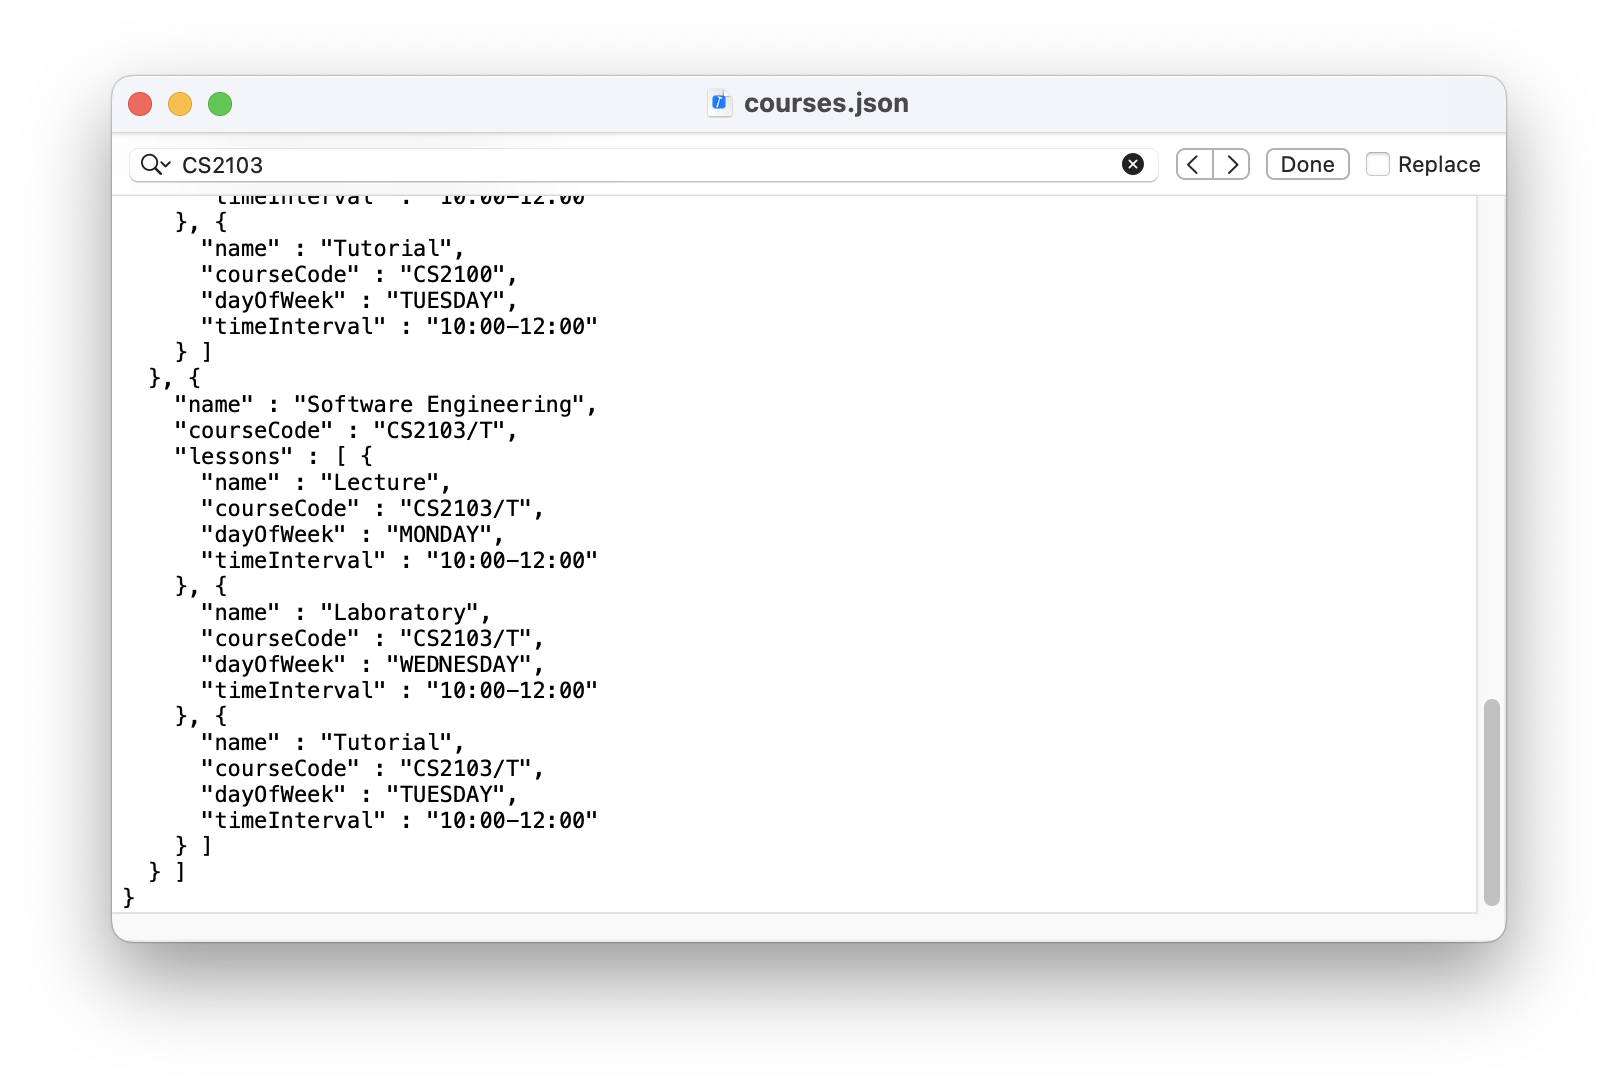 courses.json
CS2103
Done
Replace
"timeInterval" : "10:00-12:00"
    }, {
      "name" : "Tutorial",
      "courseCode" : "CS2100",
      "dayOfWeek" : "TUESDAY",
      "timeInterval" : "10:00-12:00"
    } ]
  }, {
    "name" : "Software Engineering",
    "courseCode" : "CS2103/T",
    "lessons" : [ {
      "name" : "Lecture",
      "courseCode" : "CS2103/T",
      "dayOfWeek" : "MONDAY",
      "timeInterval" : "10:00-12:00"
    }, {
      "name" : "Laboratory",
      "courseCode" : "CS2103/T",
      "dayOfWeek" : "WEDNESDAY",
      "timeInterval" : "10:00-12:00"
    }, {
      "name" : "Tutorial",
      "courseCode" : "CS2103/T",
      "dayOfWeek" : "TUESDAY",
      "timeInterval" : "10:00-12:00"
    } ]
  } ]
}